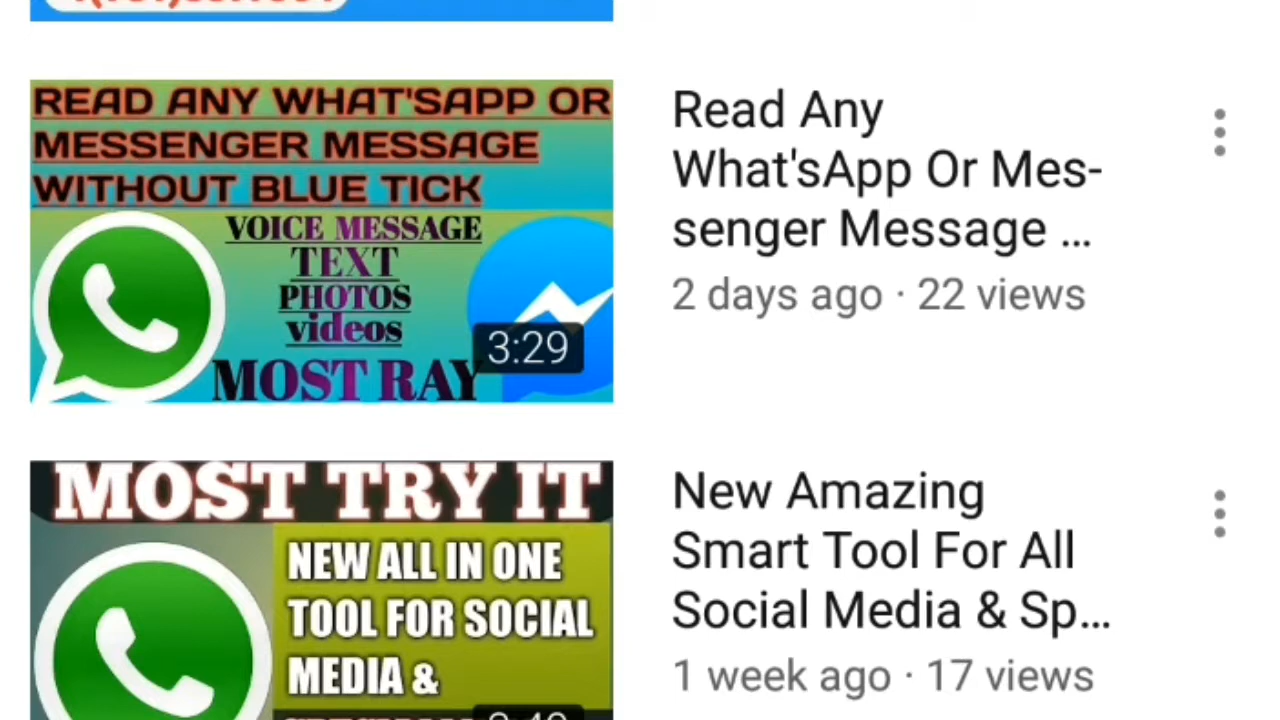 READ ANY WHAT'SAPP OR
MESSENGER MESSAGE
WITHOUT BLUE TICK
VOICE MESSAGE
TEXT
PHOTOS
videos
MOST RAY
3:29
Read Any
What'sApp Or Mes-
senger Message ...
2 days ago · 22 views
MOST TRY IT
NEW ALL IN ONE
TOOL FOR SOCIAL
MEDIA &
New Amazing
Smart Tool For All
Social Media & Sp...
1 week ago · 17 views